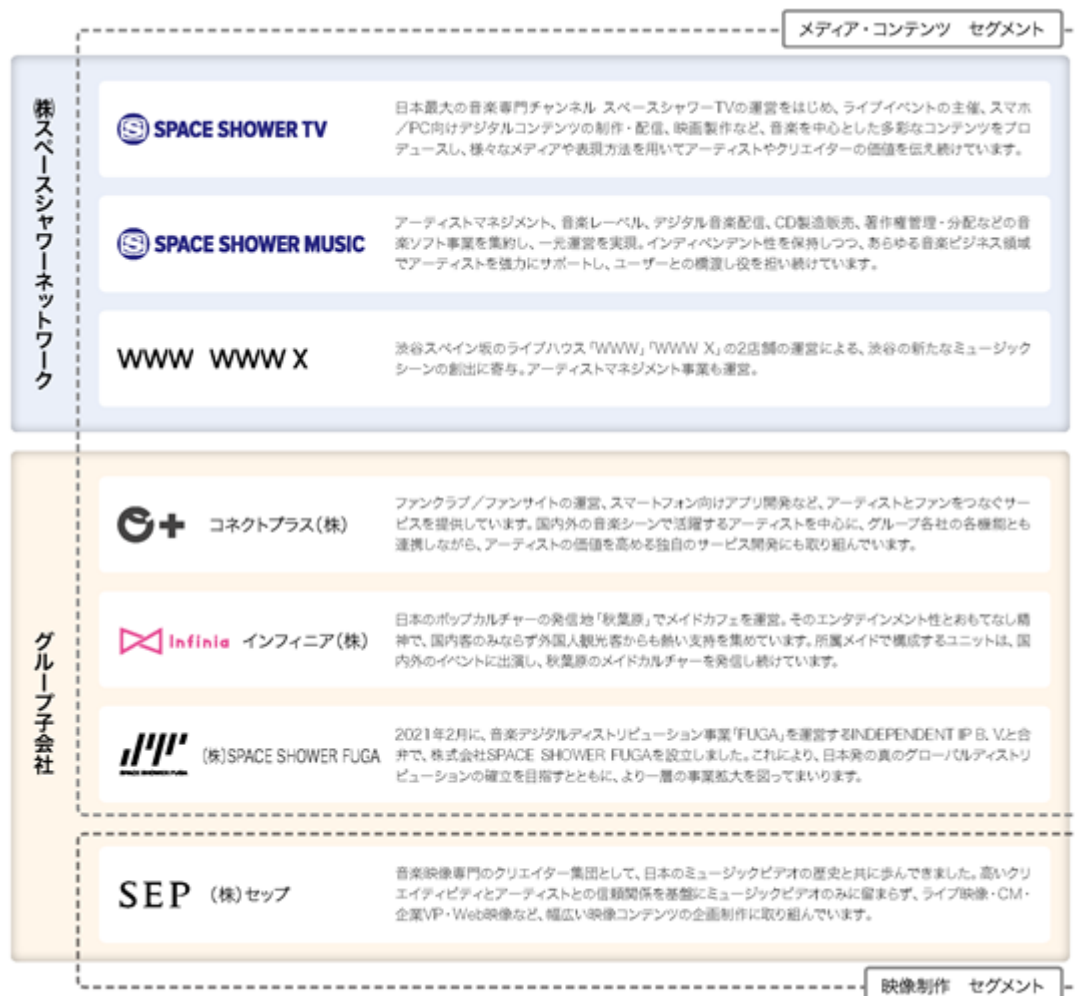 メディア・コンテンツ　セグメント
㈱スペースシャワーネットワーク
SPACE SHOWER TV
日本最大の音楽専門チャンネル スペースシャワーTVの運営をはじめ、ライブイベントの主催、スマホ
／PC向けデジタルコンテンツの制作・配信、映画製作など、音楽を中心とした多彩なコンテンツをプロ
デュースし、様々なメディアや表現方法を用いてアーティストやクリエイターの価値を伝え続けています。
SPACE SHOWER MUSIC
アーティストマネジメント、音楽レーベル、デジタル音楽配信、CD製造販売、著作権管理・分配などの音
楽ソフト事業を集約し、一元運営を実現。インディペンデント性を保持しつつ、あらゆる音楽ビジネス領域
でアーティストを強力にサポートし、ユーザーとの橋渡し役を担い続けています。
WWW WWW X
渋谷スペイン坂のライブハウス「WWW」「WWW X」の2店舗の運営による、渋谷の新たなミュージック
シーンの創出に寄与。アーティストマネジメント事業も運営。
グループ子会社
コネクトプラス（株）
ファンクラブ／ファンサイトの運営、スマートフォン向けアプリ開発など、アーティストとファンをつなぐサー
ビスを提供しています。国内外の音楽シーンで活躍するアーティストを中心に、グループ各社の各機能とも
連携しながら、アーティストの価値を高める独自のサービス開発にも取り組んでいます。
Infinia インフィニア（株）
日本のポップカルチャーの発信地「秋葉原」でメイドカフェを運営。そのエンタテインメント性とおもてなし精
神で、国内客のみならず外国人観光客からも熱い支持を集めています。所属メイドで構成するユニットは、国
内外のイベントに出演し、秋葉原のメイドカルチャーを発信し続けています。
SPACE SHOWER FUGA
（株）SPACE SHOWER FUGA
2021年2月に、音楽デジタルディストリビューション事業「FUGA」を運営するINDEPENDENT IP B. V.と合
弁で、株式会社SPACE SHOWER FUGAを設立しました。これにより、日本発の真のグローバルディストリ
ビューションの確立を目指すとともに、より一層の事業拡大を図ってまいります。
SEP （株）セップ
音楽映像専門のクリエイター集団として、日本のミュージックビデオの歴史と共に歩んできました。高いクリ
エイティビティとアーティストとの信頼関係を基盤にミュージックビデオのみに留まらず、ライブ映像・CM・
企業VP・Web映像など、幅広い映像コンテンツの企画制作に取り組んでいます。
映像制作　セグメント